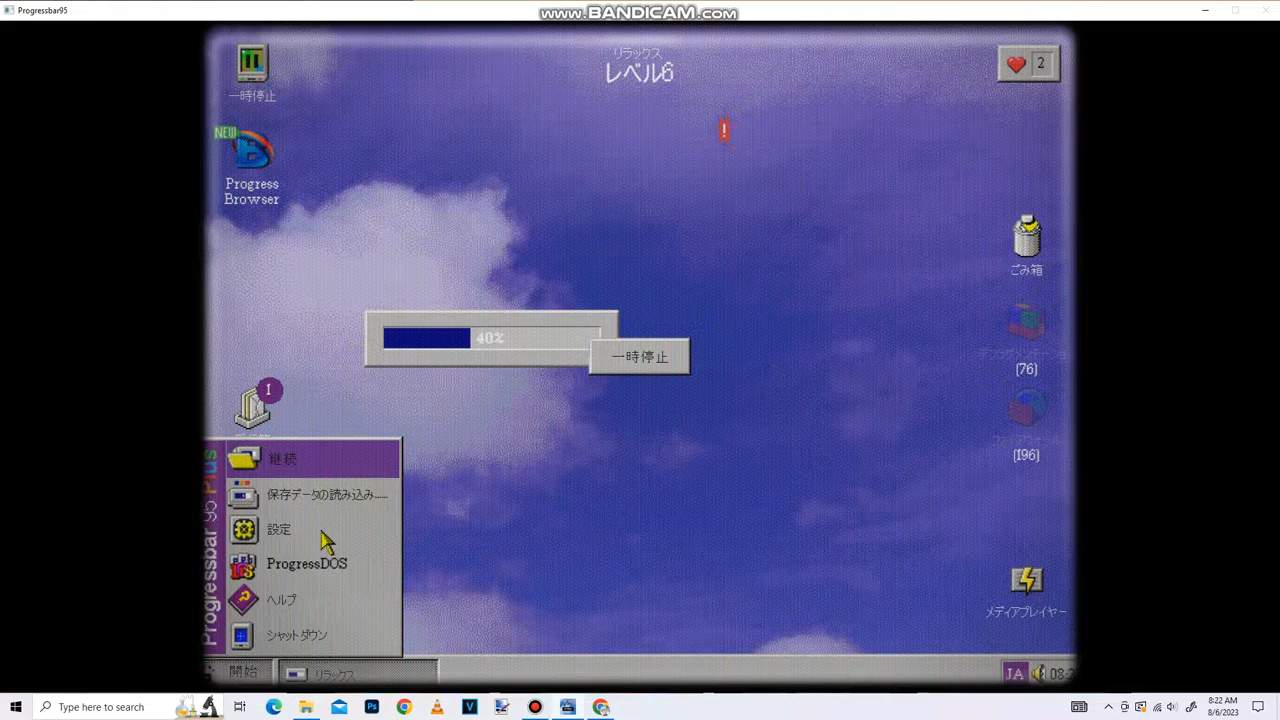 Progressbar95
www.BANDICAM.com
リラックス
レベル6
2
一時停止
NEW
Progress
Browser
ごみ箱
(76)
40%
一時停止
1
(196)
継続
保存データの読み込み......
設定
ProgressDOS
ヘルプ
シャットダウン
Progressbar 95 Plus
メディアプレイヤー
開始
リラックス
JA
08:2
Type here to search
8:22 AM
8/6/2023